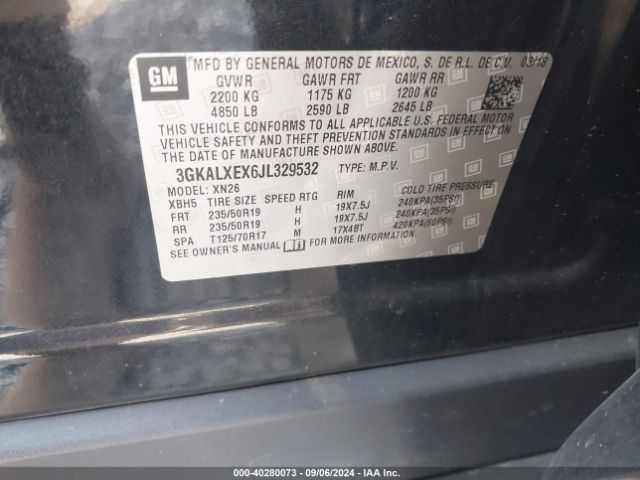 GM
MFD BY GENERAL MOTORS DE MEXICO, S. DE R.L. DE C.V. 03/18
GVWR GAWR FRT GAWR RR
2200 KG 1175 KG 1200 KG
4850 LB 2590 LB 2645 LB
THIS VEHICLE CONFORMS TO ALL APPLICABLE U.S. FEDERAL MOTOR
VEHICLE SAFETY, BUMPER, AND THEFT PREVENTION STANDARDS IN EFFECT ON
THE DATE OF MANUFACTURE SHOWN ABOVE.
3GKALXEX6JL329532 TYPE: M.P.V.
MODEL: XN26
XBH5 TIRE SIZE SPEED RTG RIM COLD TIRE PRESSURE
FRT 235/50R19 H 19X7.5J 240KPA(35PSI)
RR 235/50R19 H 19X7.5J 240KPA(35PSI)
SPA T125/70R17 M 17X4BT 420KPA(60PSI)
SEE OWNER'S MANUAL FOR MORE INFORMATION.
000-40280073 - 09/06/2024 - IAAI.com